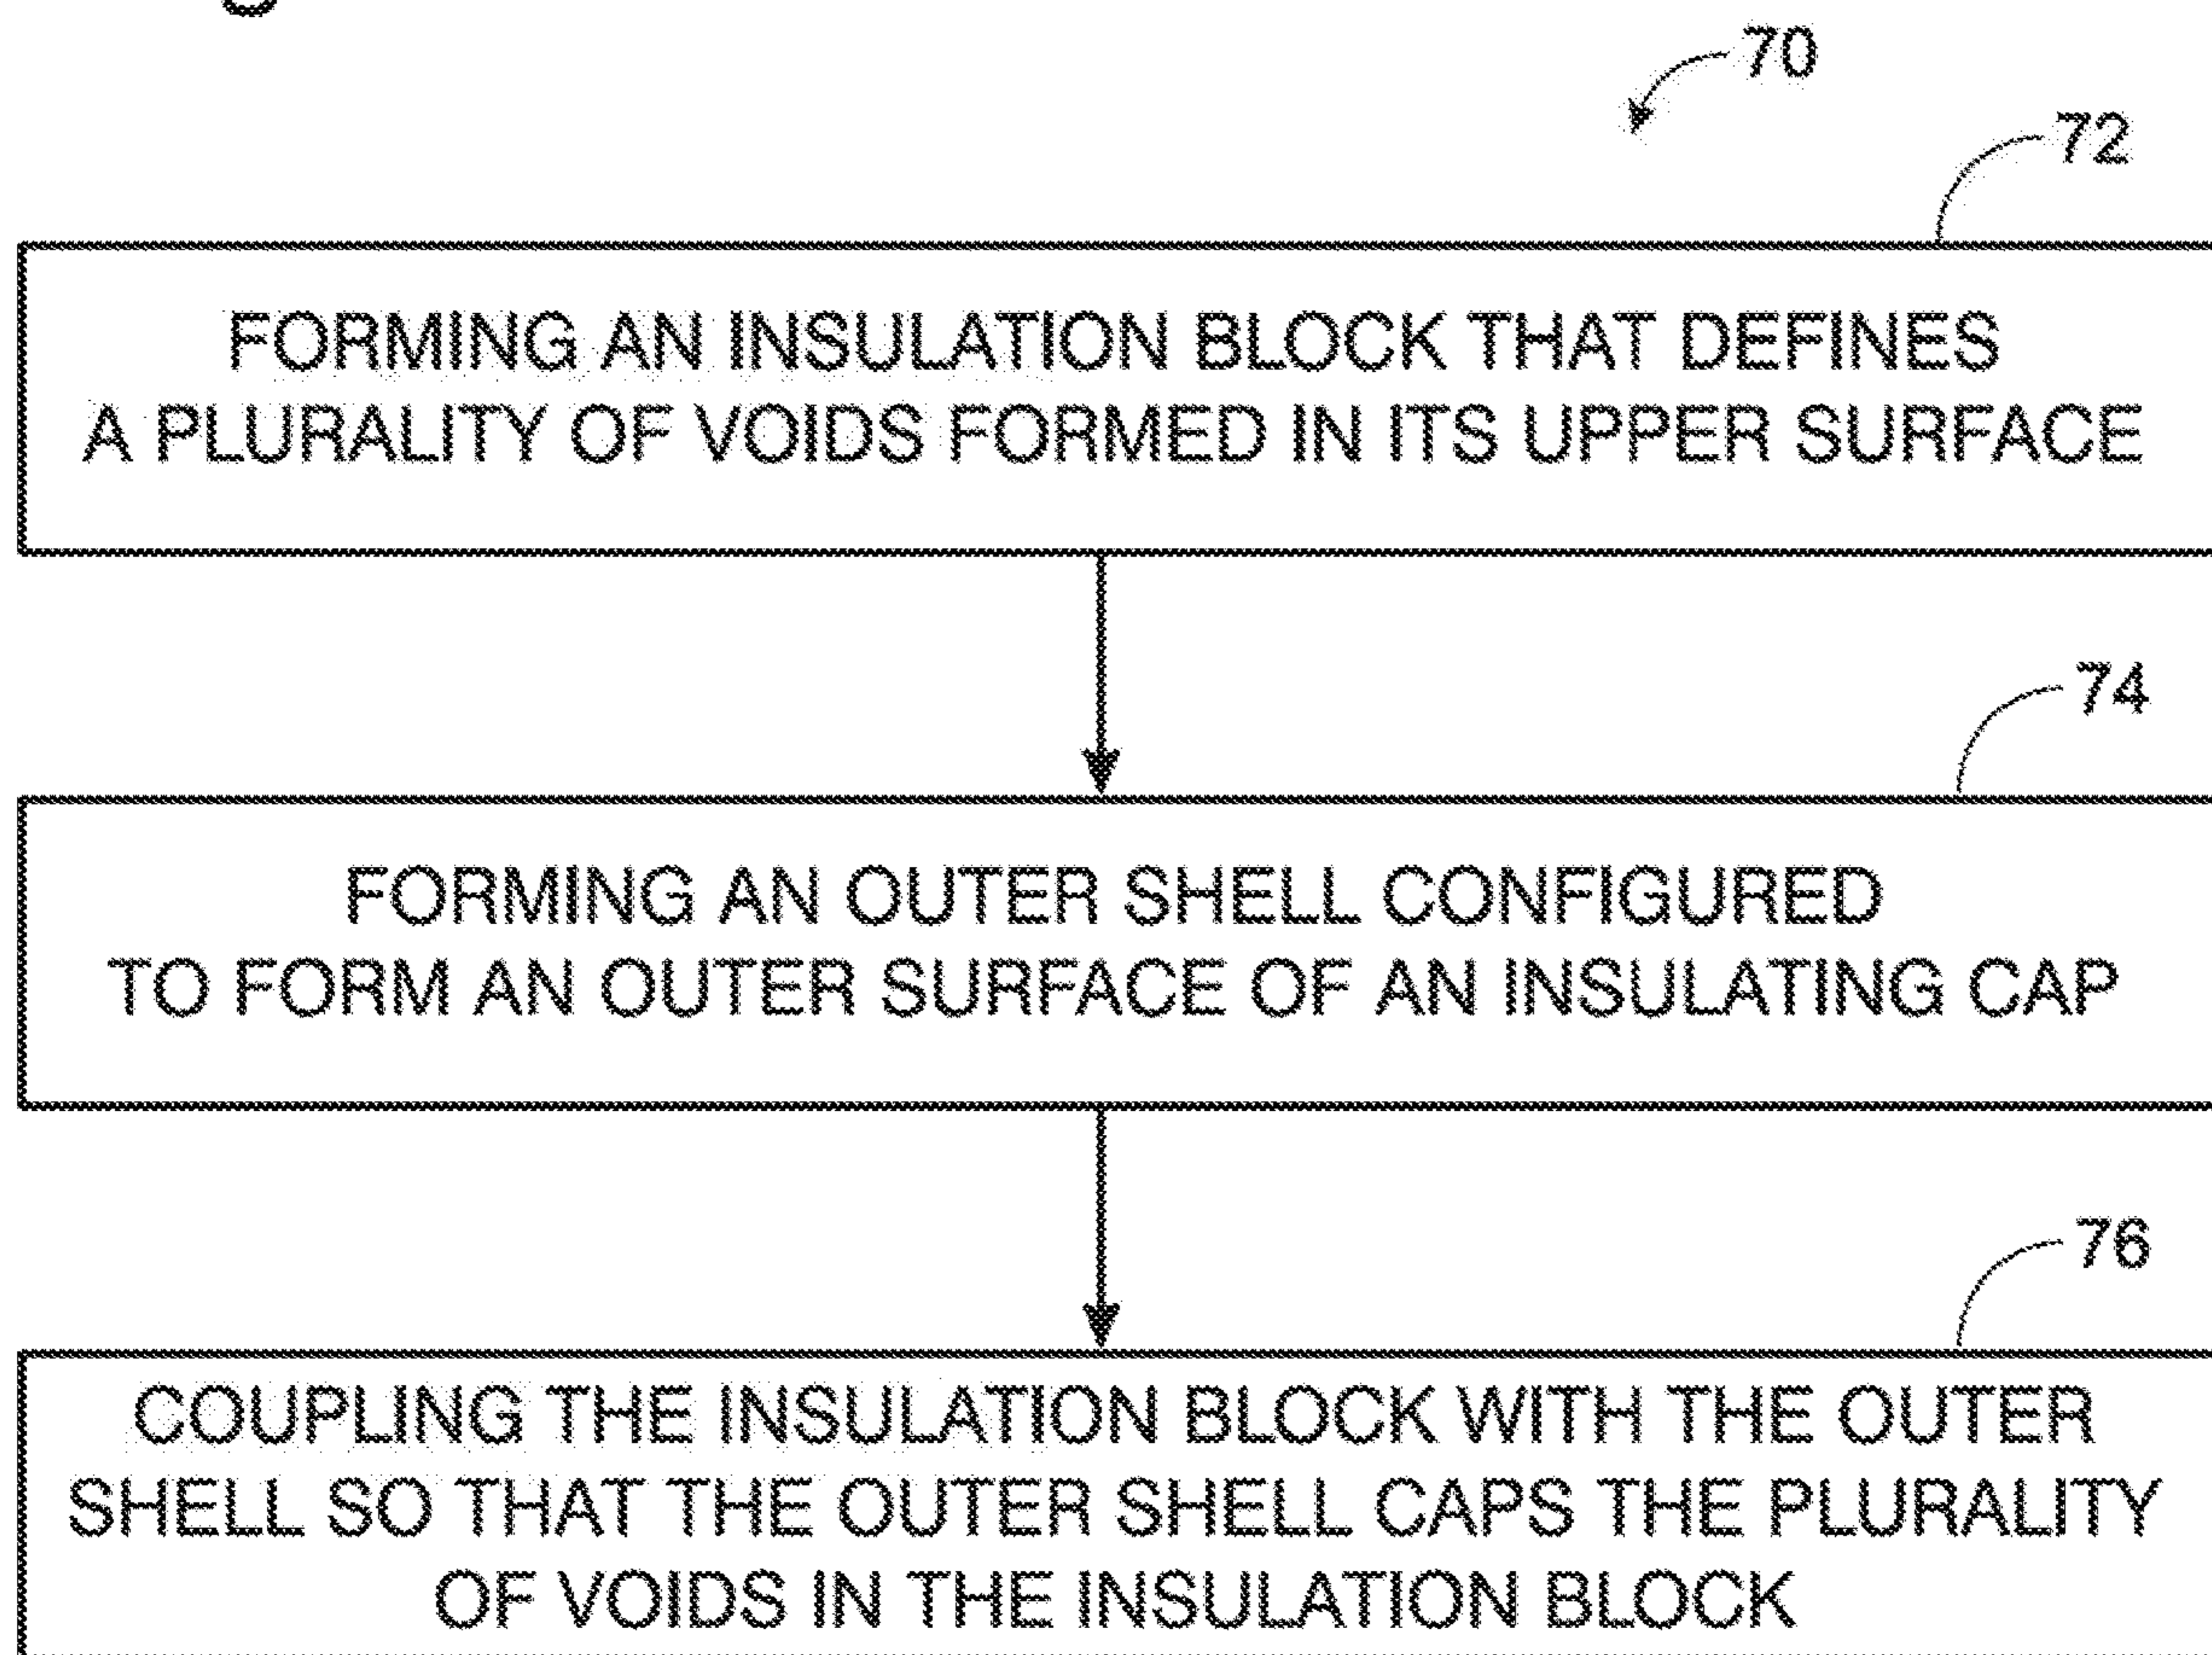 70
72
FORMING AN INSULATION BLOCK THAT DEFINES
A PLURALITY OF VOIDS FORMED IN ITS UPPER SURFACE
74
FORMING AN OUTER SHELL CONFIGURED
TO FORM AN OUTER SURFACE OF AN INSULATING CAP
76
COUPLING THE INSULATION BLOCK WITH THE OUTER
SHELL SO THAT THE OUTER SHELL CAPS THE PLURALITY
OF VOIDS IN THE INSULATION BLOCK